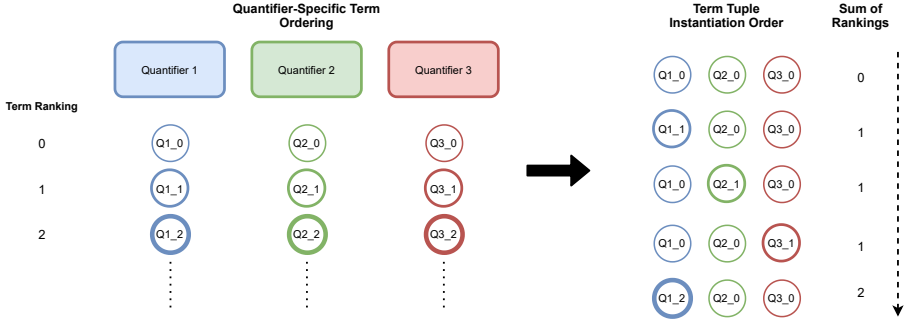 Quantifier-Specific Term
Ordering
Quantifier 1 Quantifier 2 Quantifier 3
Term Ranking
0 Q1_0 Q2_0 Q3_0
1 Q1_1 Q2_1 Q3_1
2 Q1_2 Q2_2 Q3_2
Term Tuple
Instantiation Order
Sum of
Rankings
Q1_0 Q2_0 Q3_0 0
Q1_1 Q2_0 Q3_0 1
Q1_0 Q2_1 Q3_0 1
Q1_0 Q2_0 Q3_1 1
Q1_2 Q2_0 Q3_0 2